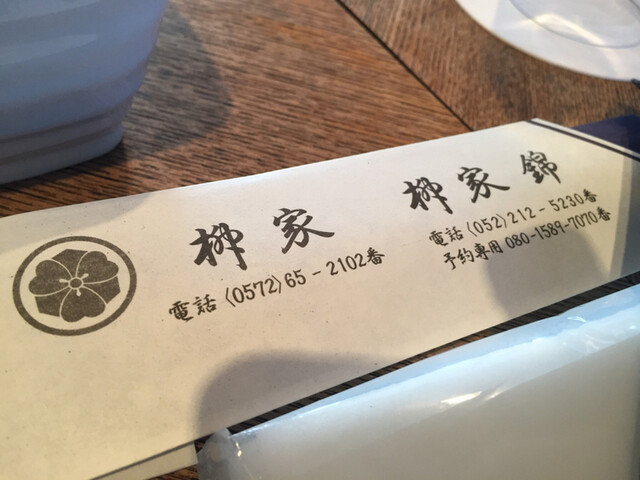 柳家
電話〈0572〉65-2102番
柳家 錦
電話〈052〉212-5230番
予約専用 080-1589-7070番